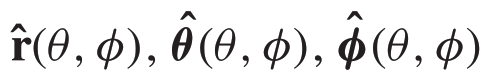 r̂(θ, ϕ), θ̂(θ, ϕ), ϕ̂(θ, ϕ)